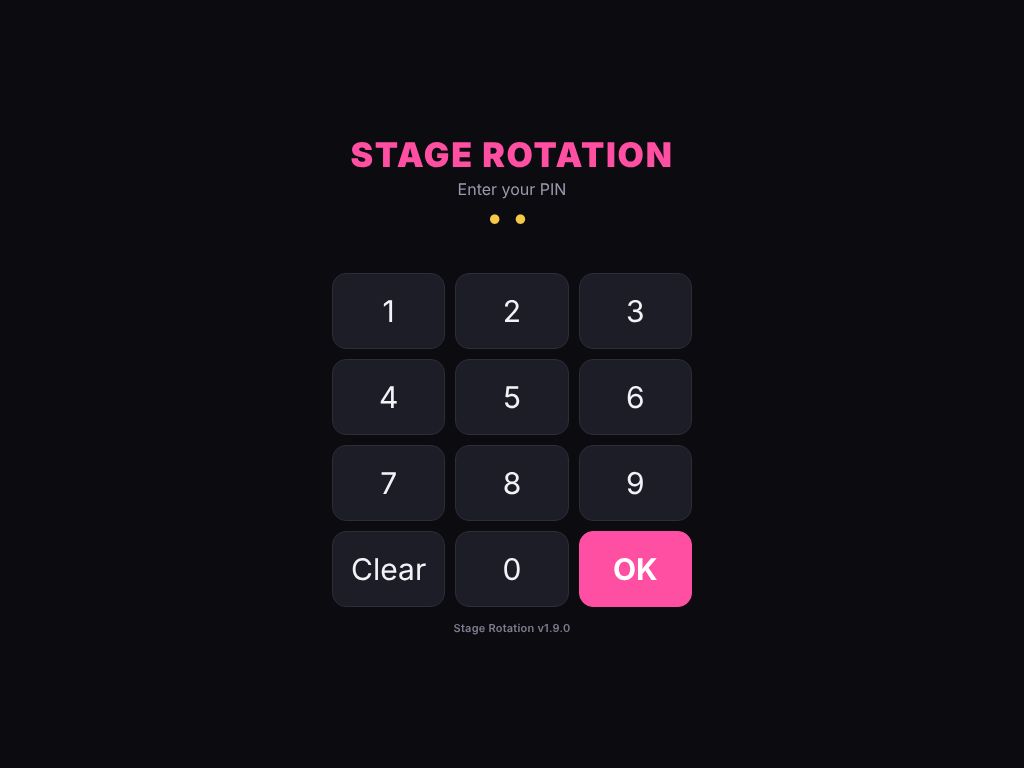 STAGE ROTATION
Enter your PIN
1 2 3
4 5 6
7 8 9
Clear 0 OK
Stage Rotation v1.9.0